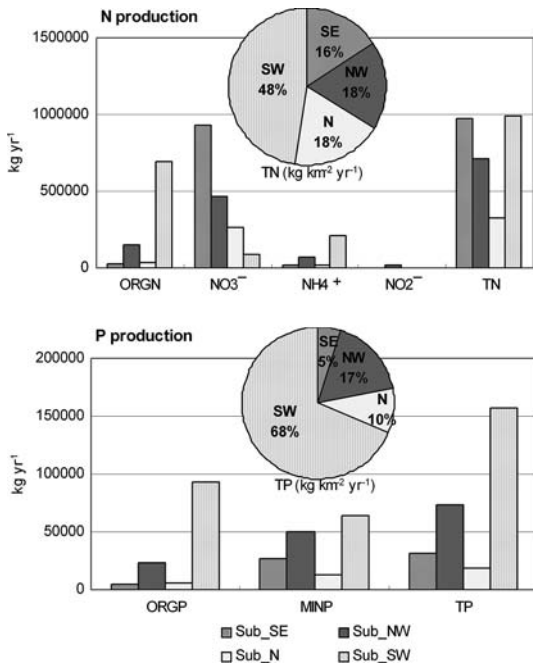 N production
1500000
1000000
500000
0
kg yr⁻¹
SE
16%
NW
18%
N
18%
SW
48%
TN (kg km⁻² yr⁻¹)
ORGN NO3⁻ NH4 + NO2⁻ TN
P production
200000
150000
100000
50000
0
kg yr⁻¹
SE
5%
NW
17%
N
10%
SW
68%
TP (kg km⁻² yr⁻¹)
ORGP MINP TP
Sub_SE Sub_NW
Sub_N Sub_SW